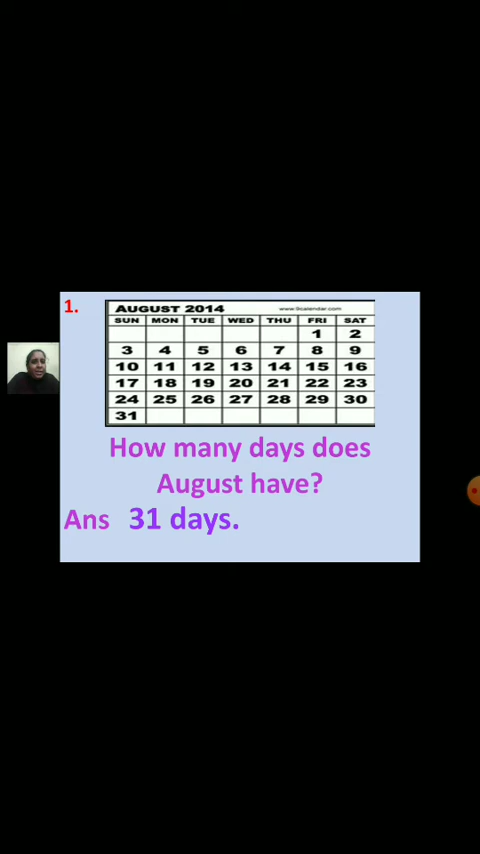 1.
AUGUST 2014 www.9calendar.com
SUN MON TUE WED THU FRI SAT
1 2
3 4 5 6 7 8 9
10 11 12 13 14 15 16
17 18 19 20 21 22 23
24 25 26 27 28 29 30
31
How many days does
August have?
Ans 31 days.